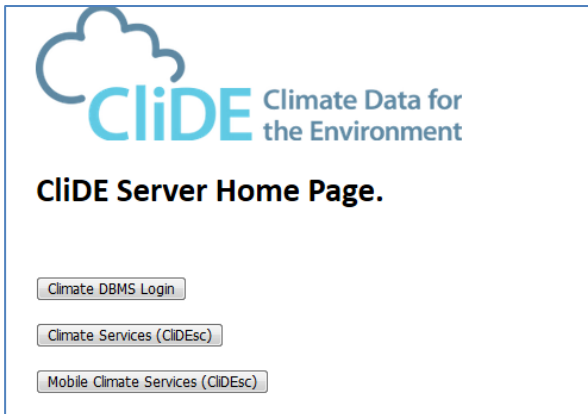 CliDE Climate Data for
the Environment
CliDE Server Home Page.
Climate DBMS Login
Climate Services (CliDEsc)
Mobile Climate Services (CliDEsc)